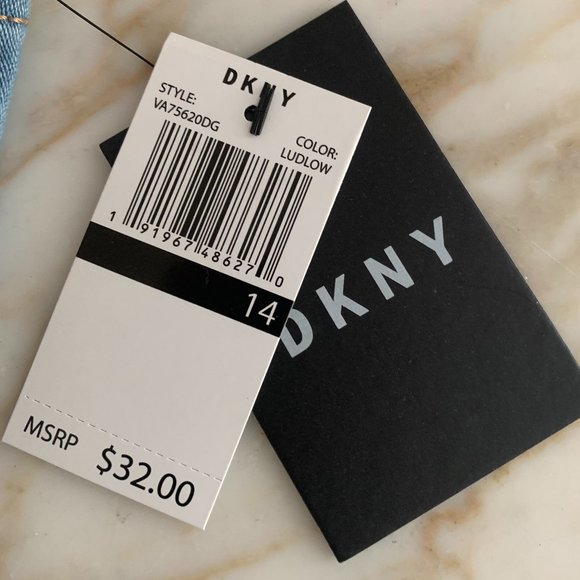 DKNY
STYLE:
VA75620DG
COLOR:
LUDLOW
1 91967 48627 0
14
MSRP $32.00
DKNY